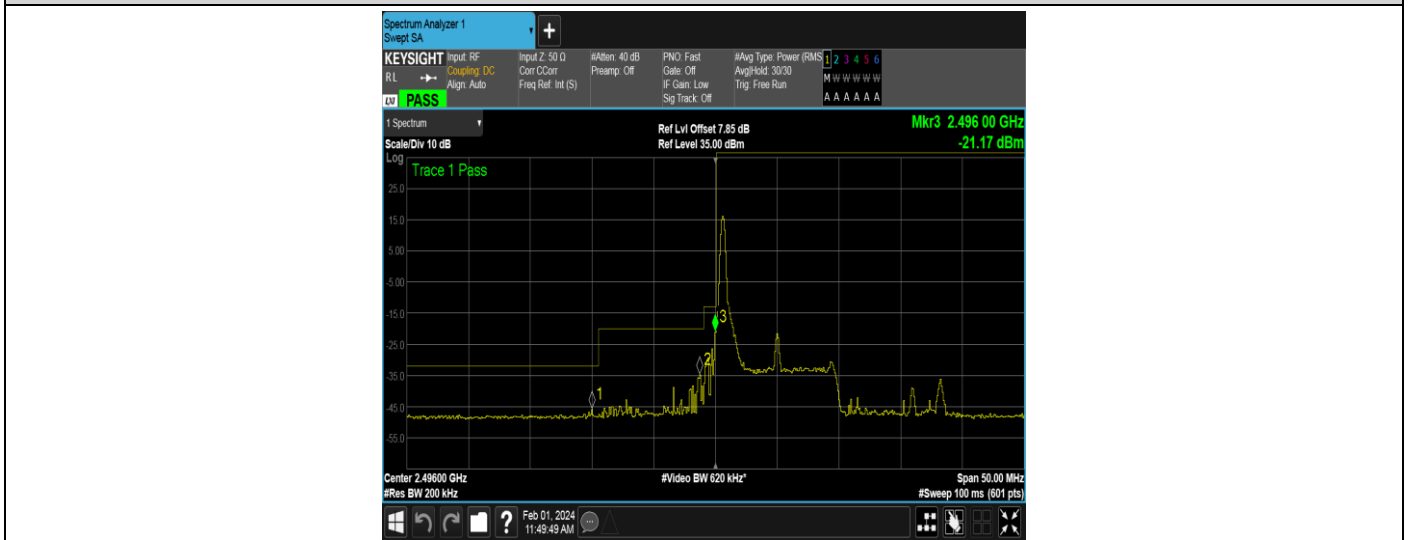 Spectrum Analyzer 1
Swept SA
+
KEYSIGHT
RL
LXI PASS
Input: RF
Coupling: DC
Align: Auto
Input Z: 50 Ω
Corr CCorr
Freq Ref: Int (S)
#Atten: 40 dB
Preamp: Off
PNO: Fast
Gate: Off
IF Gain: Low
Sig Track: Off
#Avg Type: Power (RMS
Avg|Hold: 30/30
Trig: Free Run
1 2 3 4 5 6
M W W W W W
A A A A A A
1 Spectrum
Scale/Div 10 dB
Ref Lvl Offset 7.85 dB
Ref Level 35.00 dBm
Mkr3 2.496 00 GHz
-21.17 dBm
Log
Trace 1 Pass
25.0
15.0
5.00
-5.00
-15.0
-25.0
-35.0
-45.0
-55.0
1
2
3
Center 2.49600 GHz
#Res BW 200 kHz
#Video BW 620 kHz*
Span 50.00 MHz
#Sweep 100 ms (601 pts)
?
Feb 01, 2024
11:49:49 AM